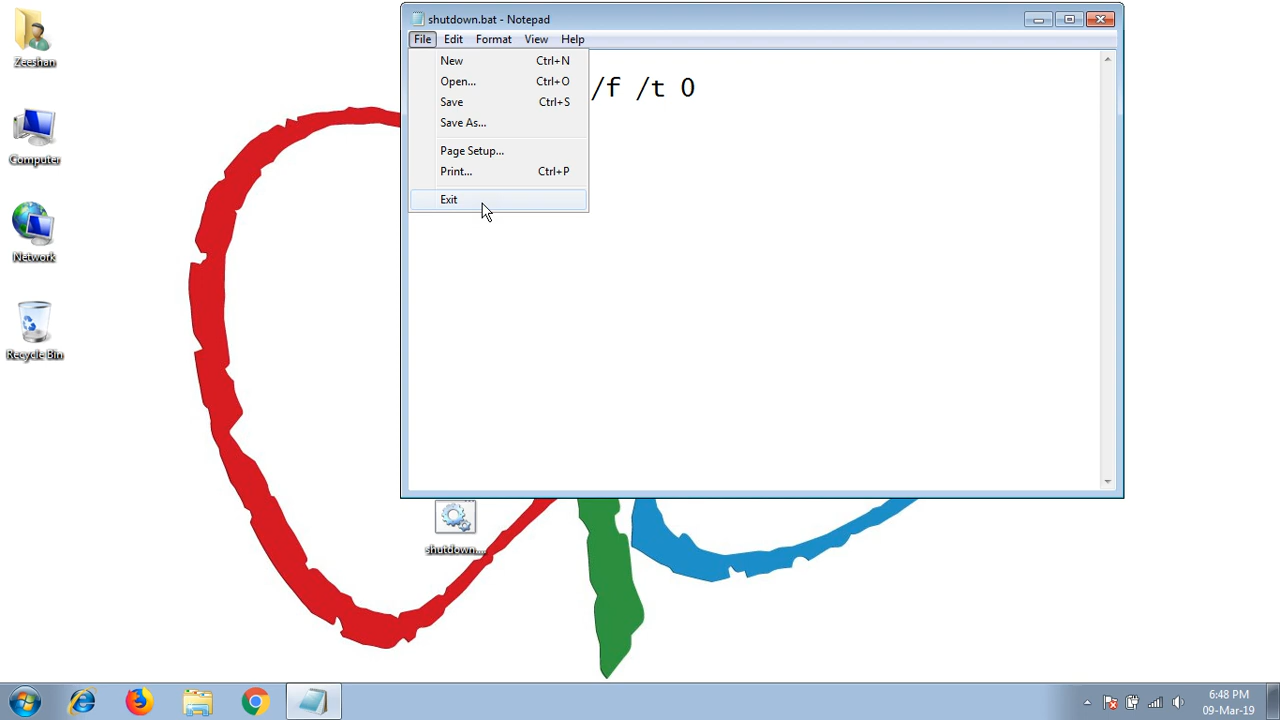 Zeeshan
Computer
Network
Recycle Bin
shutdown.bat - Notepad
File Edit Format View Help
New Ctrl+N
Open... Ctrl+O
Save Ctrl+S
Save As...
Page Setup...
Print... Ctrl+P
Exit
/f /t 0
shutdown....
6:48 PM
09-Mar-19